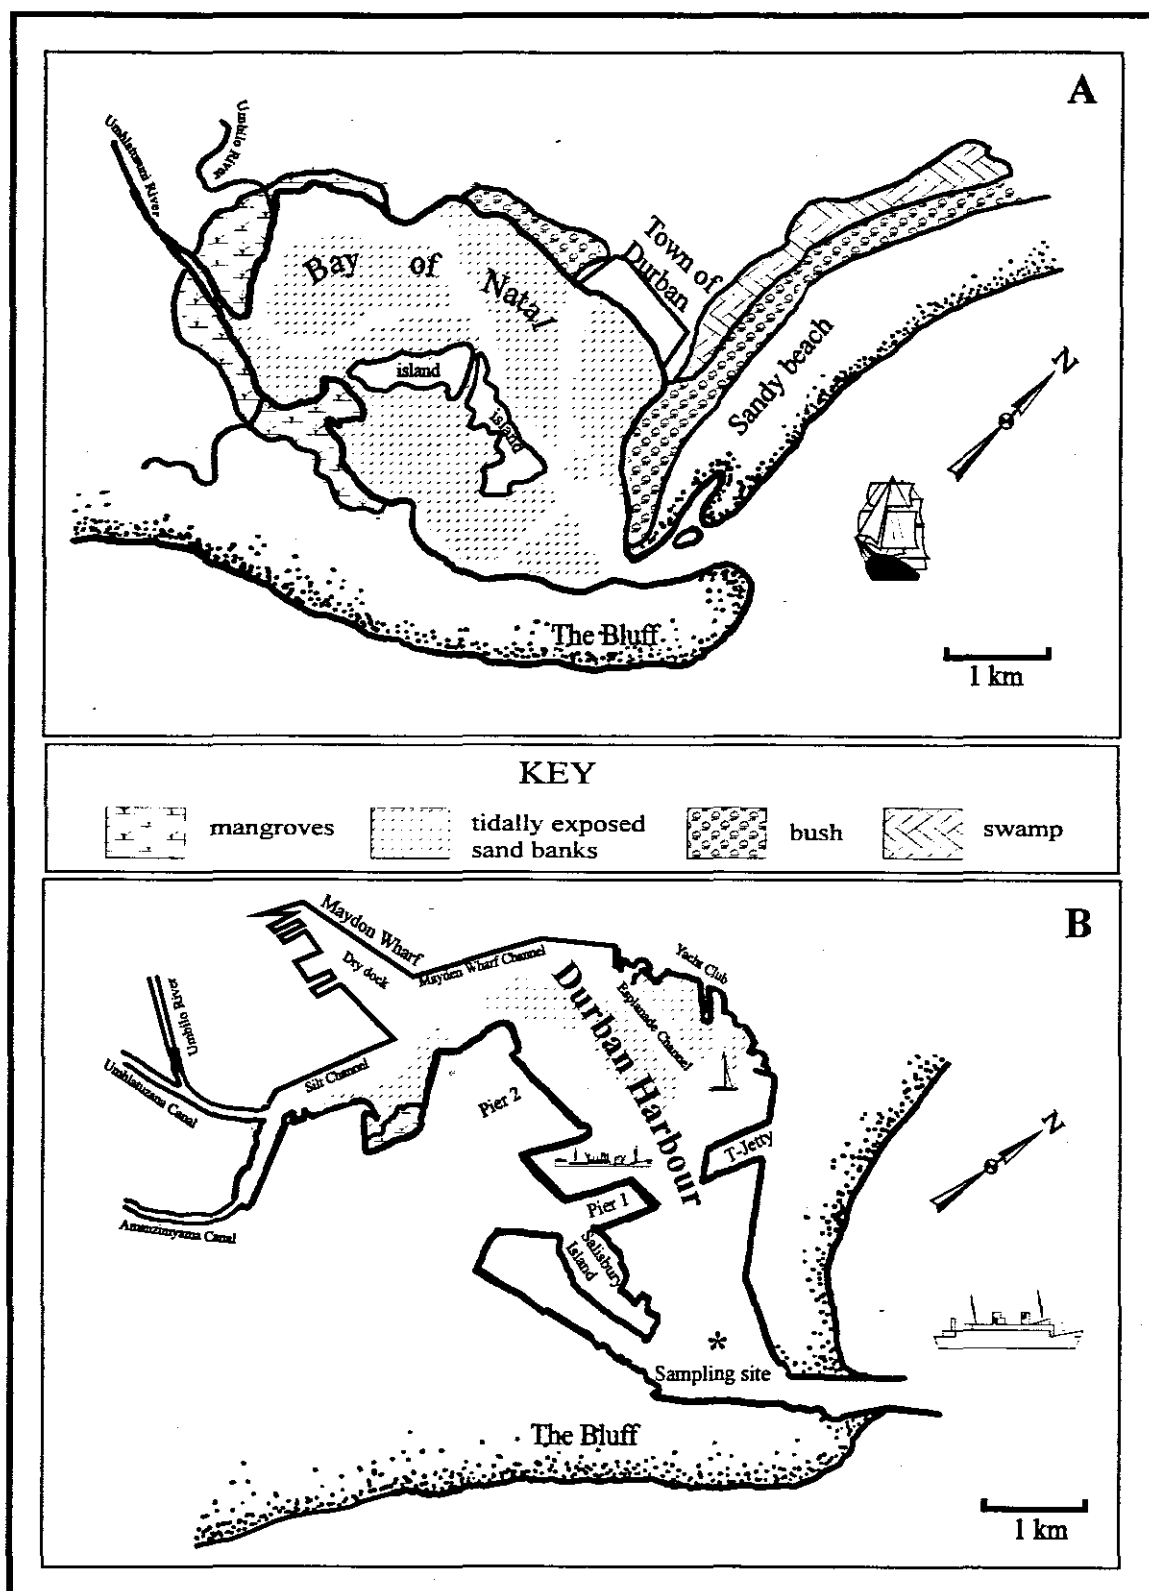 A
Umbilo River
Umhlatuzuni River
Bay of Natal
Town of
Durban
island
island
Sandy beach
N
The Bluff
1 km
KEY
mangroves
tidally exposed
sand banks
bush
swamp
B
Maydon Wharf
Mayden Wharf Channel
Dry dock
Yacht Club
Esplanade Channel
Durban Harbour
Umbilo River
Umhlatuzana Canal
Silt Channel
Pier 2
T-Jetty
N
Pier 1
Amanzimyama Canal
Salisbury
Island
*
Sampling site
The Bluff
1 km